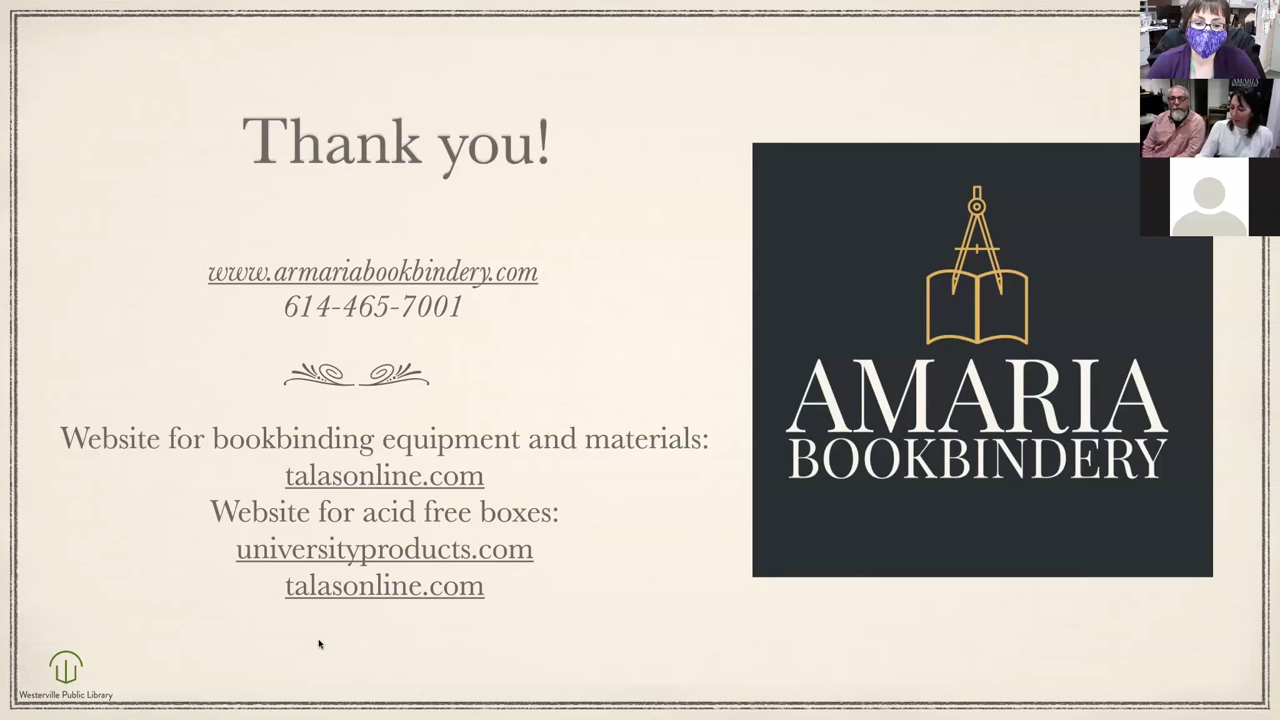 Thank you!
www.armariabookbindery.com
614-465-7001
Website for bookbinding equipment and materials:
talasonline.com
Website for acid free boxes:
universityproducts.com
talasonline.com
AMARIA
BOOKBINDERY
Westerville Public Library